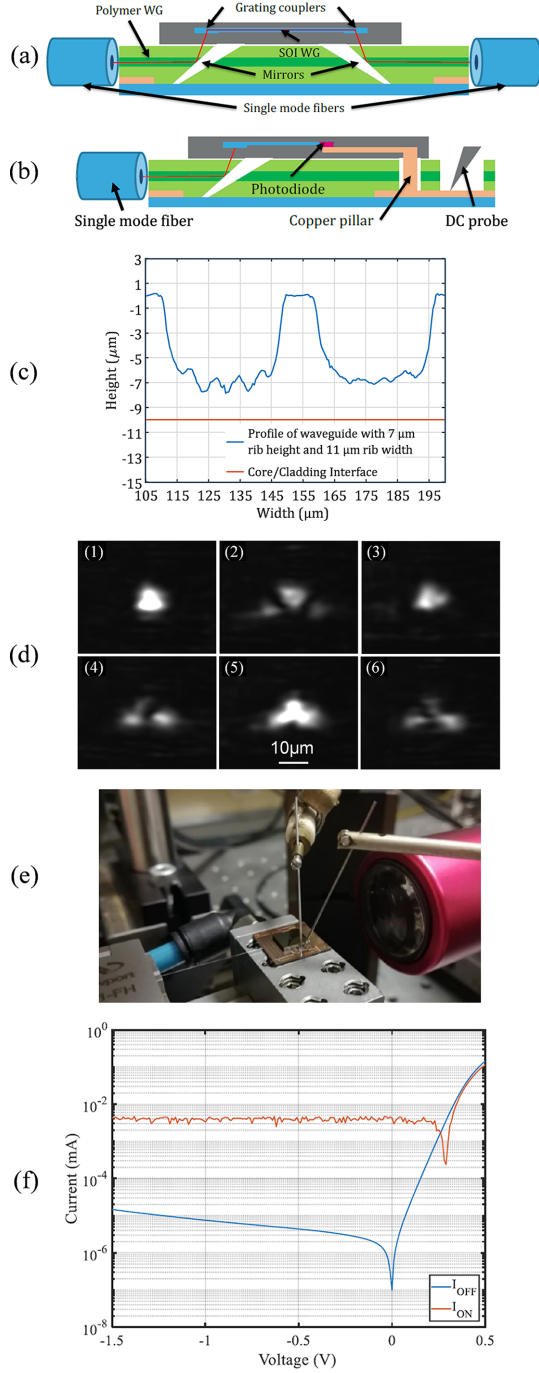 Polymer WG
Grating couplers
(a)
SOI WG
Mirrors
Single mode fibers
(b)
Photodiode
Single mode fiber
Copper pillar
DC probe
(c)
Height (μm)
3
1
-1
-3
-5
-7
-9
-11
-13
-15
Profile of waveguide with 7 μm
rib height and 11 μm rib width
Core/Cladding Interface
105 115 125 135 145 155 165 175 185 195
Width (μm)
(d)
(1) (2) (3)
(4) (5) (6)
10μm
(e)
(f)
Current (mA)
10^0
10^-2
10^-4
10^-6
10^-8
I_OFF
I_ON
-1.5 -1 -0.5 0 0.5
Voltage (V)